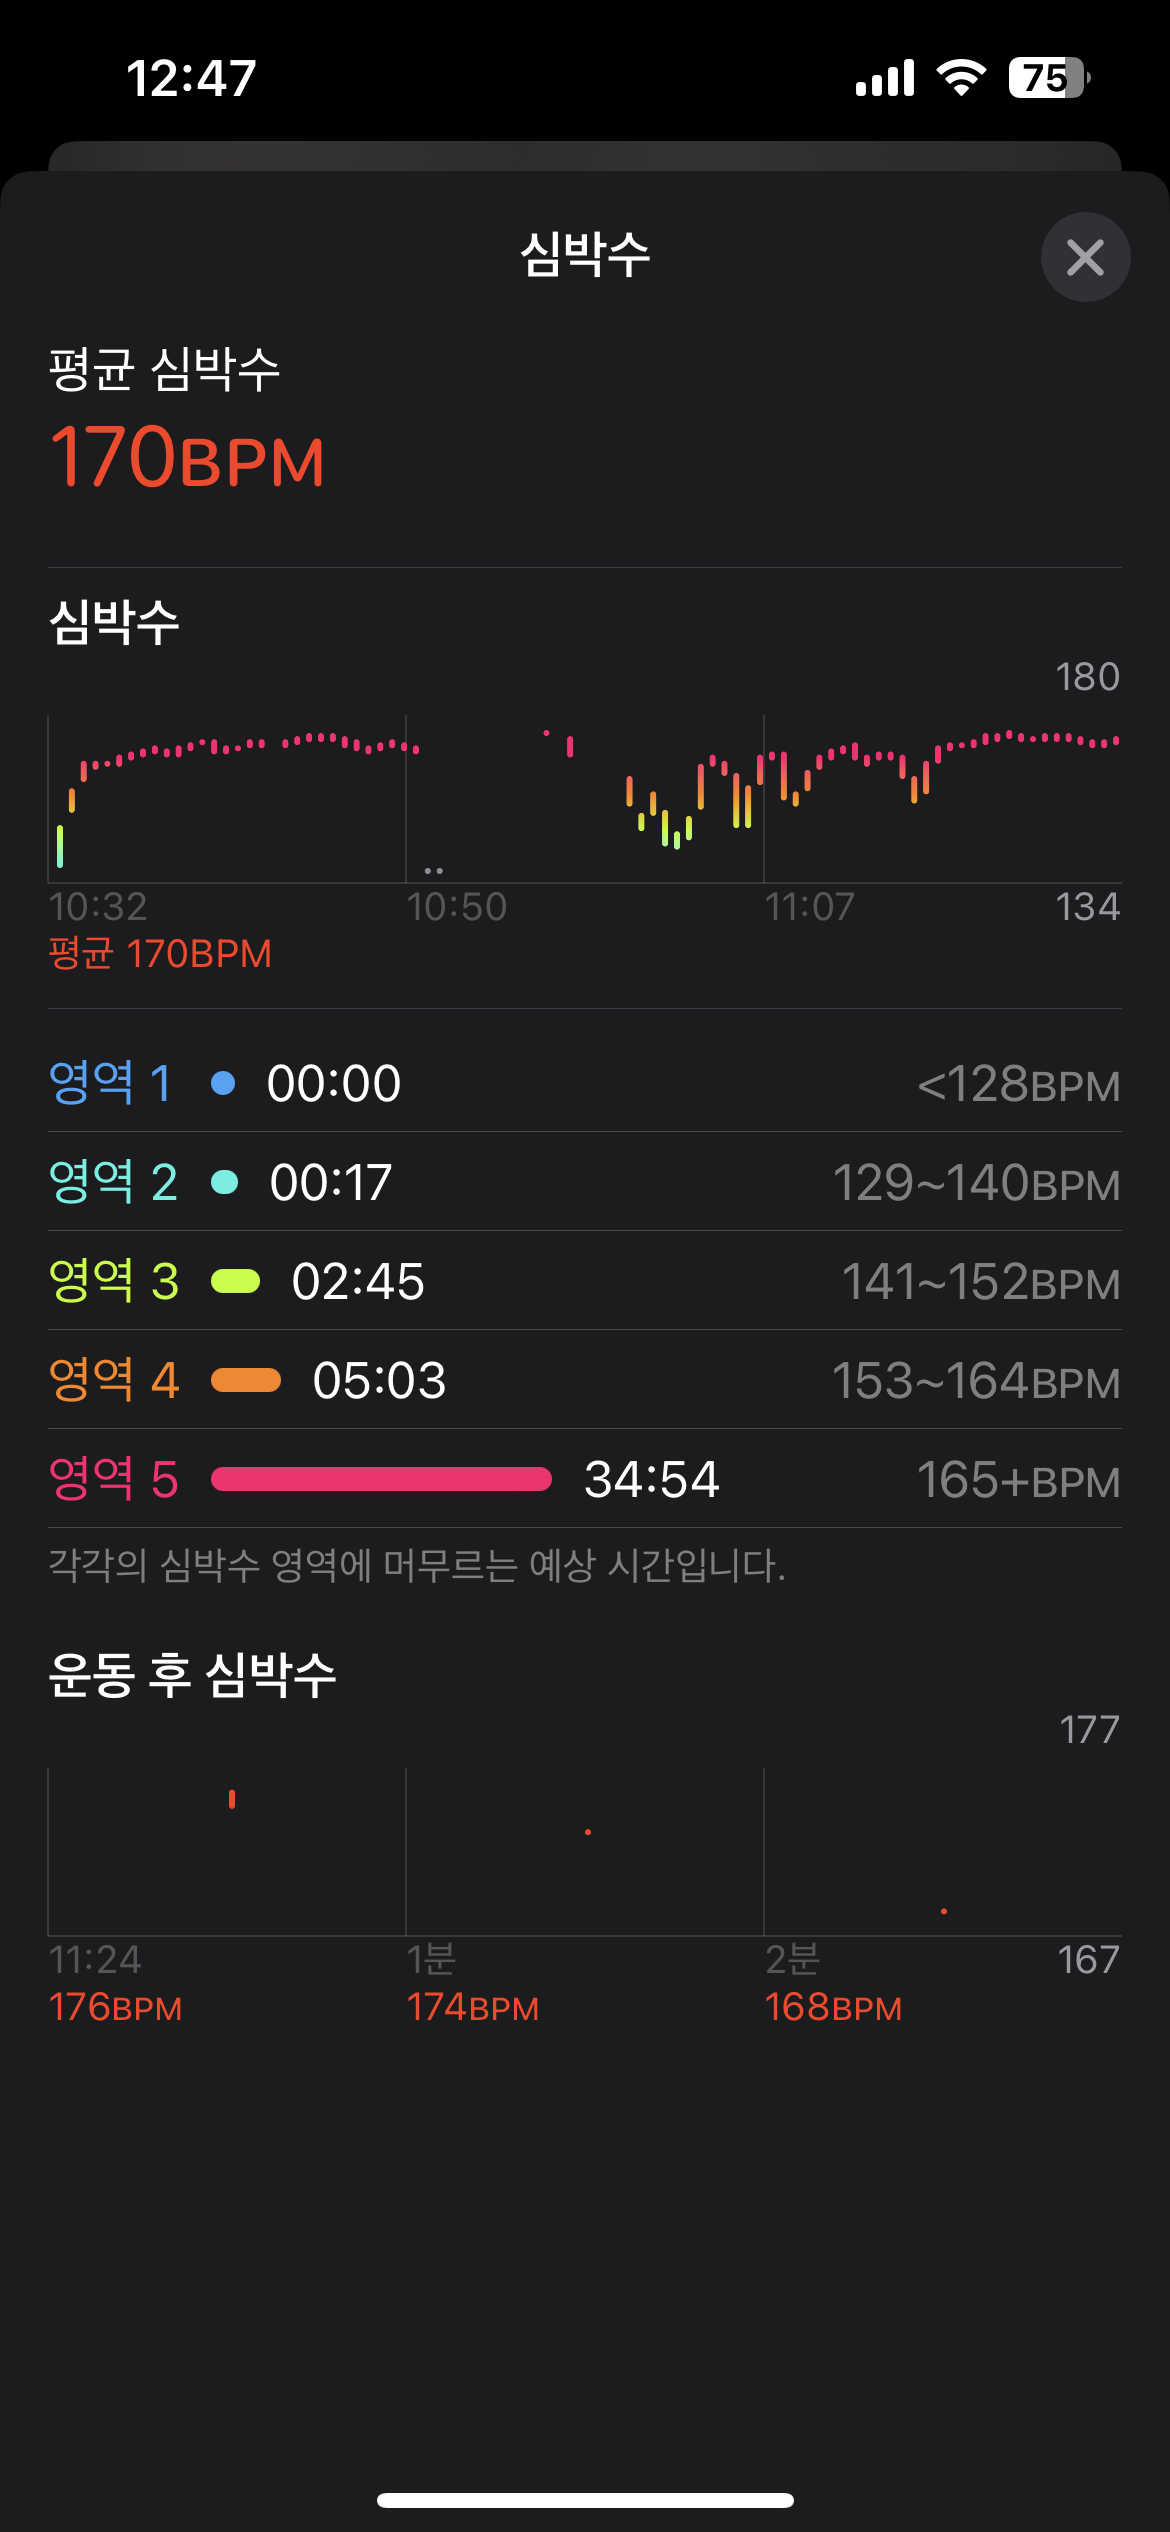 12:47
75
심박수
평균 심박수
170BPM
심박수
180
10:32 10:50 11:07 134
평균 170BPM
영역 1 00:00 <128BPM
영역 2 00:17 129~140BPM
영역 3 02:45 141~152BPM
영역 4 05:03 153~164BPM
영역 5 34:54 165+BPM
각각의 심박수 영역에 머무르는 예상 시간입니다.
운동 후 심박수
177
11:24 1분 2분 167
176BPM 174BPM 168BPM